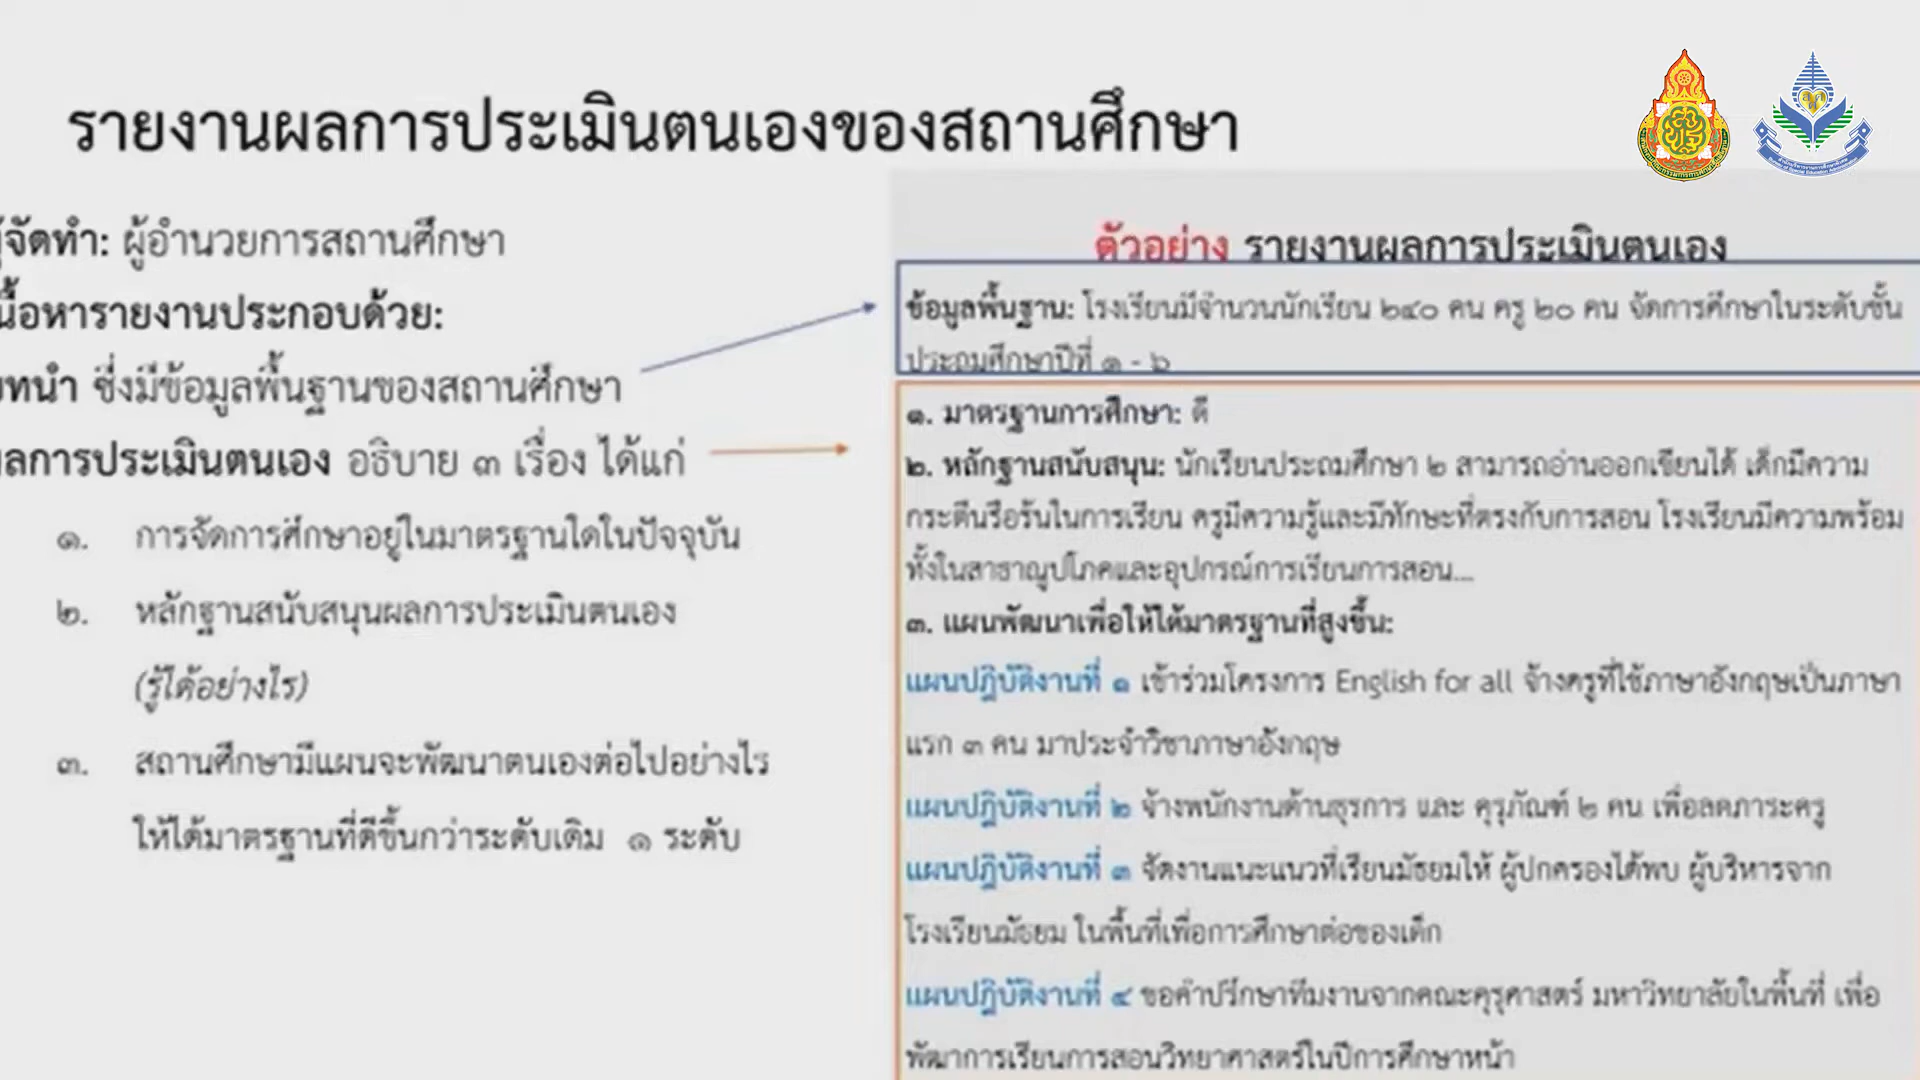 รายงานผลการประเมินตนเองของสถานศึกษา
ผู้จัดทำ: ผู้อำนวยการสถานศึกษา
เนื้อหารายงานประกอบด้วย:
บทนำ ซึ่งมีข้อมูลพื้นฐานของสถานศึกษา
ผลการประเมินตนเอง อธิบาย ๓ เรื่อง ได้แก่
๑. การจัดการศึกษาอยู่ในมาตรฐานใดในปัจจุบัน
๒. หลักฐานสนับสนุนผลการประเมินตนเอง
(รู้ได้อย่างไร)
๓. สถานศึกษามีแผนจะพัฒนาตนเองต่อไปอย่างไร
ให้ได้มาตรฐานที่ดีขึ้นกว่าระดับเดิม ๑ ระดับ
ตัวอย่าง รายงานผลการประเมินตนเอง
ข้อมูลพื้นฐาน: โรงเรียนมีจำนวนนักเรียน ๒๔๐ คน ครู ๒๐ คน จัดการศึกษาในระดับชั้น
ประถมศึกษาปีที่ ๑ - ๖
๑. มาตรฐานการศึกษา: ดี
๒. หลักฐานสนับสนุน: นักเรียนประถมศึกษา ๒ สามารถอ่านออกเขียนได้ เด็กมีความ
กระตืนรือร้นในการเรียน ครูมีความรู้และมีทักษะที่ตรงกับการสอน โรงเรียนมีความพร้อม
ทั้งในสาธาณูปโภคและอุปกรณ์การเรียนการสอน...
๓. แผนพัฒนาเพื่อให้ได้มาตรฐานที่สูงขึ้น:
แผนปฏิบัติงานที่ ๑ เข้าร่วมโครงการ English for all จ้างครูที่ใช้ภาษาอังกฤษเป็นภาษา
แรก ๓ คน มาประจำวิชาภาษาอังกฤษ
แผนปฏิบัติงานที่ ๒ จ้างพนักงานด้านธุรการ และ คุรุภัณฑ์ ๒ คน เพื่อลดภาระครู
แผนปฏิบัติงานที่ ๓ จัดงานแนะแนวที่เรียนมัธยมให้ ผู้ปกครองได้พบ ผู้บริหารจาก
โรงเรียนมัธยม ในพื้นที่เพื่อการศึกษาต่อของเด็ก
แผนปฏิบัติงานที่ ๔ ขอคำปรึกษาทีมงานจากคณะคุรุศาสตร์ มหาวิทยาลัยในพื้นที่ เพื่อ
พัฒาการเรียนการสอนวิทยาศาสตร์ในปีการศึกษาหน้า